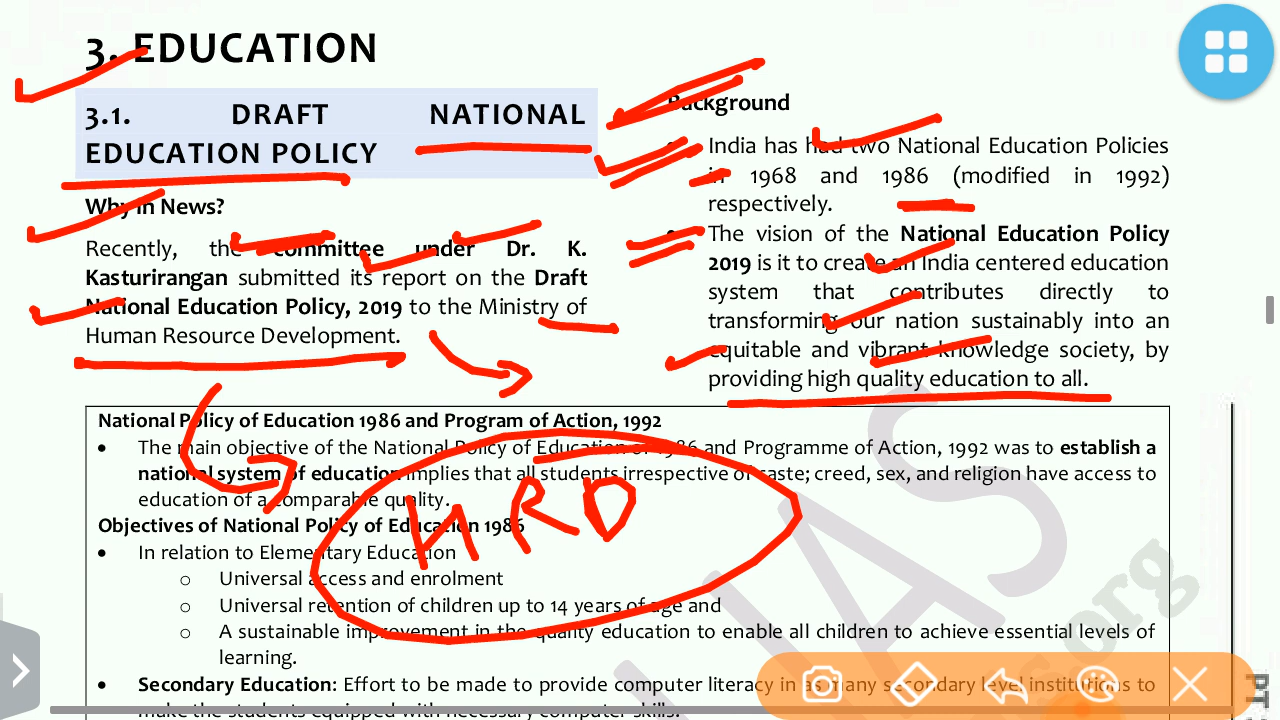 3. EDUCATION
3.1. DRAFT NATIONAL
EDUCATION POLICY
Why in News?
Recently, the committee under Dr. K.
Kasturirangan submitted its report on the Draft
National Education Policy, 2019 to the Ministry of
Human Resource Development.
Background
India has had two National Education Policies
in 1968 and 1986 (modified in 1992)
respectively.
The vision of the National Education Policy
2019 is it to create an India centered education
system that contributes directly to
transforming our nation sustainably into an
equitable and vibrant knowledge society, by
providing high quality education to all.
National Policy of Education 1986 and Program of Action, 1992
The main objective of the National Policy of Education of 1986 and Programme of Action, 1992 was to establish a
national system of education implies that all students irrespective of caste; creed, sex, and religion have access to
education of a comparable quality.
Objectives of National Policy of Education 1986
In relation to Elementary Education
Universal access and enrolment
Universal retention of children up to 14 years of age and
A sustainable improvement in the quality education to enable all children to achieve essential levels of
learning.
Secondary Education: Effort to be made to provide computer literacy in as many secondary level institutions to
make the students equipped with necessary computer skills.
HRD
IAS
org